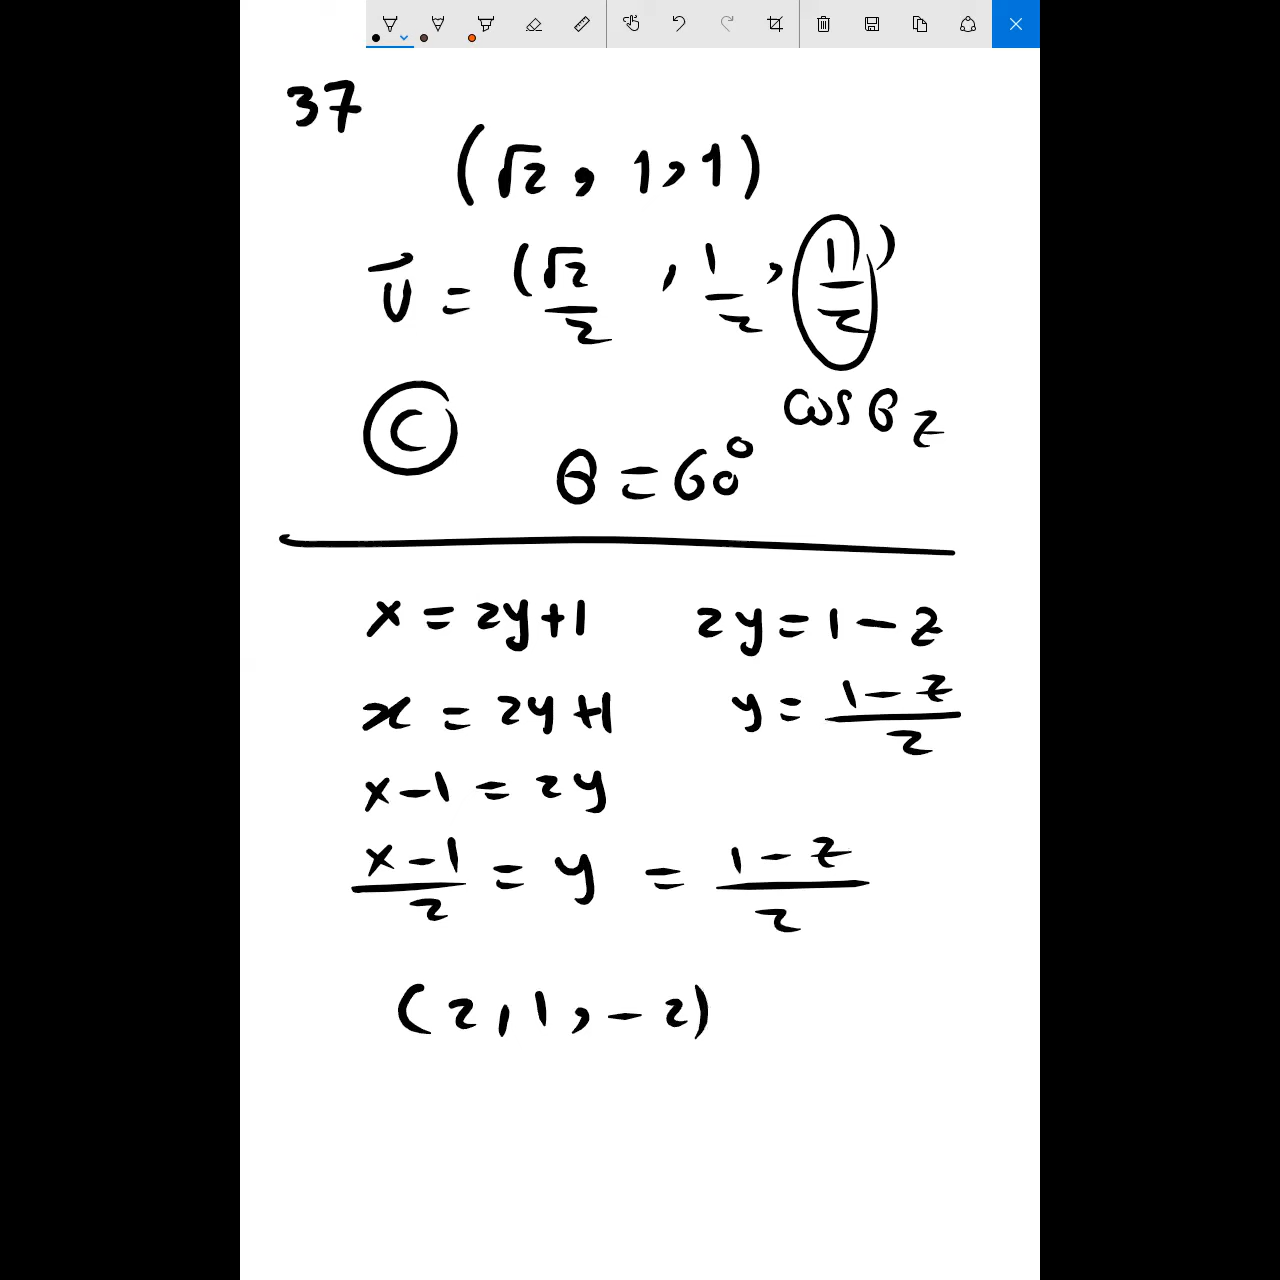 37
(√2, 1, 1)
U⃗ = (√2/2, 1/2, 1/2)
cos θz
C
θ = 60°
x = 2y+1
2y = 1 - z
x = 2y+1
y = (1 - z)/2
x - 1 = 2y
(x - 1)/2 = y = (1 - z)/2
(2, 1, -2)